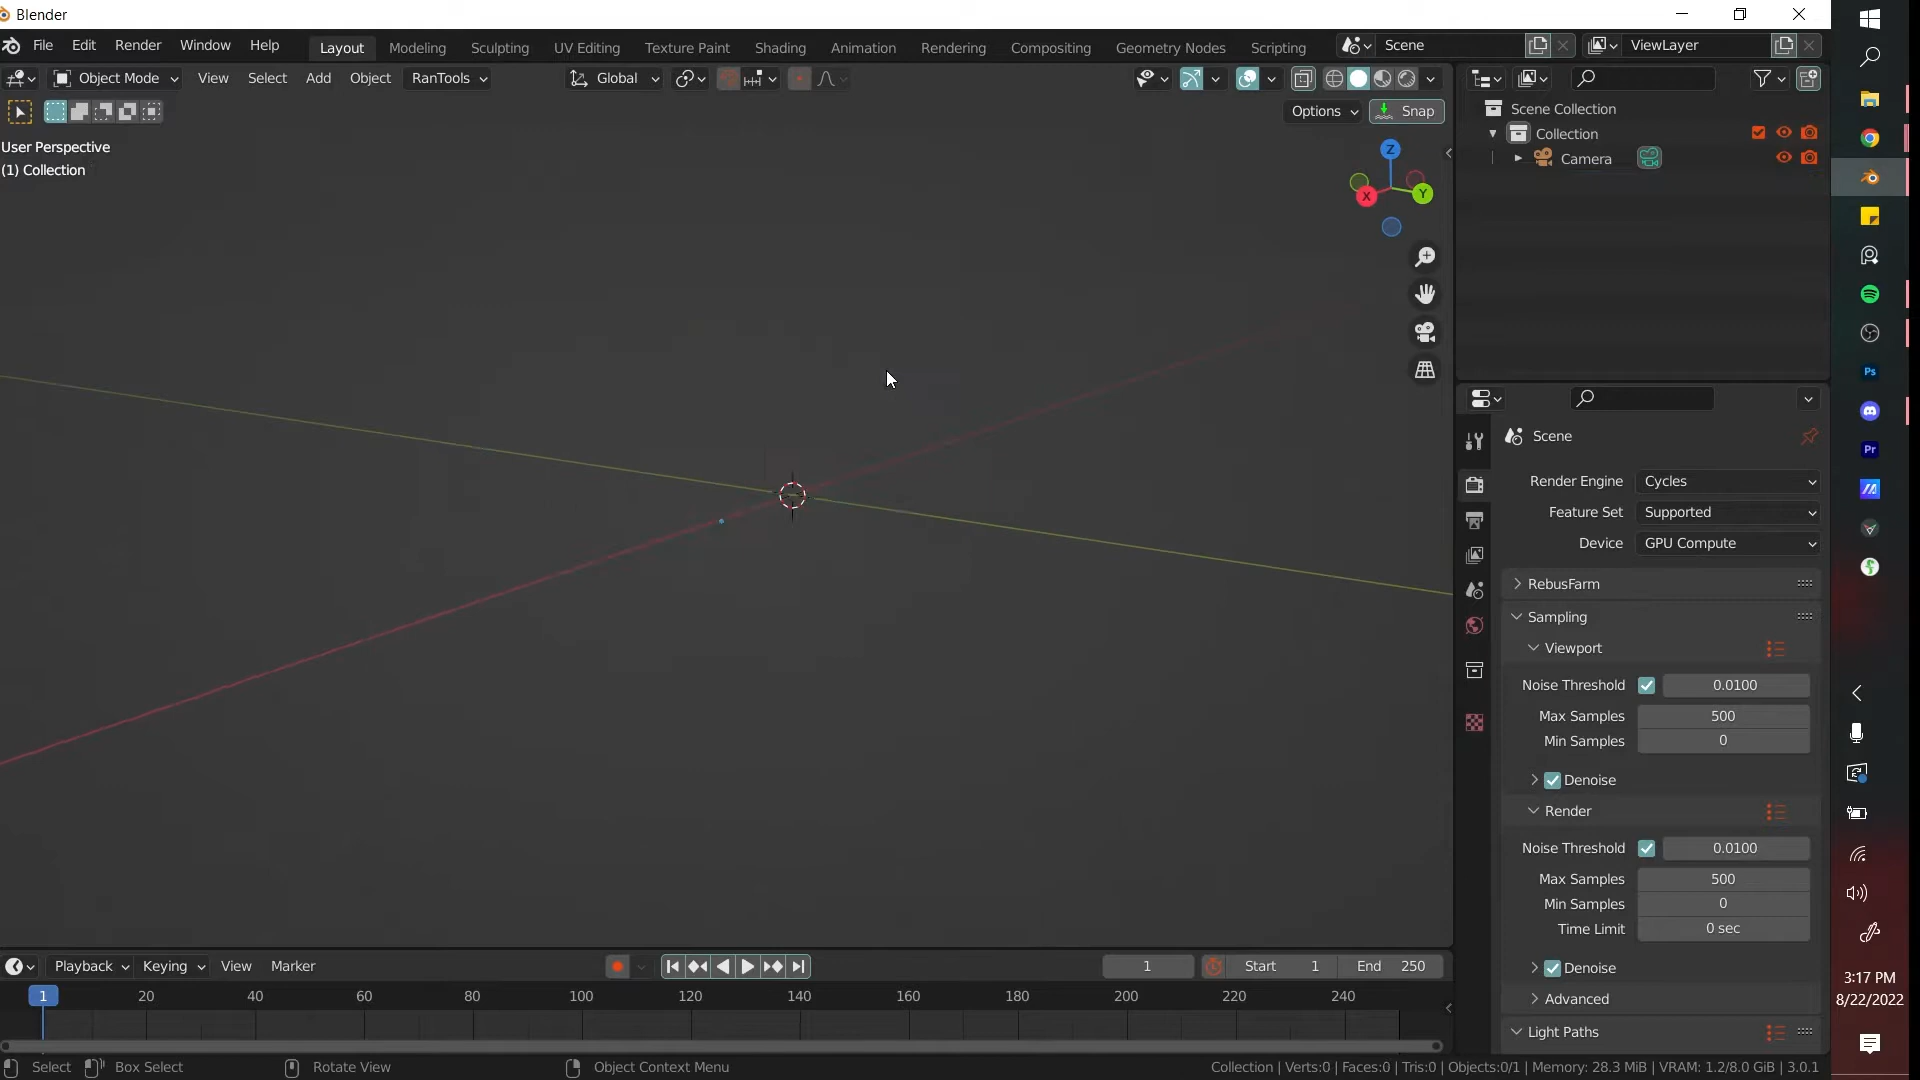 Blender
File Edit Render Window Help Layout Modeling Sculpting UV Editing Texture Paint Shading Animation Rendering Compositing Geometry Nodes Scripting Scene ViewLayer
Object Mode View Select Add Object RanTools Global
Options Snap
User Perspective
(1) Collection
Z
X
Y
Scene Collection
Collection
Camera
Scene
Render Engine Cycles
Feature Set Supported
Device GPU Compute
RebusFarm
Sampling
Viewport
Noise Threshold 0.0100
Max Samples 500
Min Samples 0
Denoise
Render
Noise Threshold 0.0100
Max Samples 500
Min Samples 0
Time Limit 0 sec
Denoise
Advanced
Light Paths
Playback Keying View Marker 1 Start 1 End 250
1 20 40 60 80 100 120 140 160 180 200 220 240
Select Box Select Rotate View Object Context Menu Collection | Verts:0 | Faces:0 | Tris:0 | Objects:0/1 | Memory: 28.3 MiB | VRAM: 1.2/8.0 GiB | 3.0.1
Ps
Pr
3:17 PM
8/22/2022